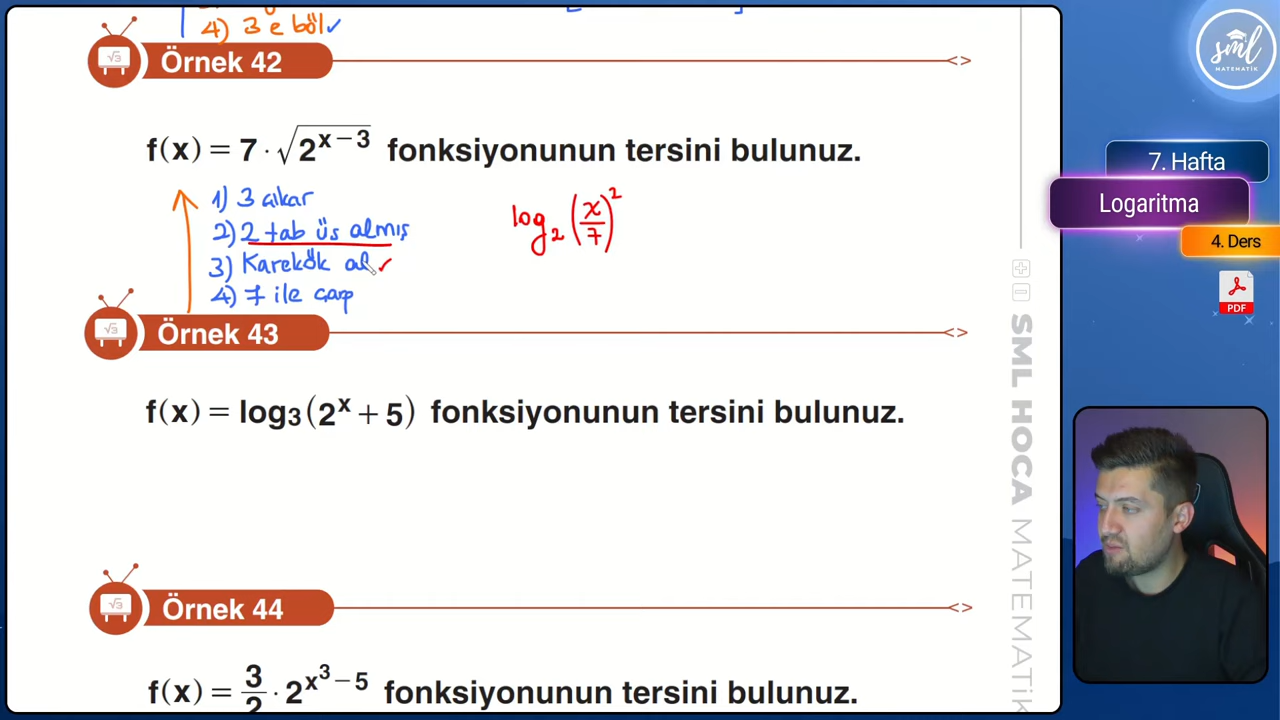 4) 3 e böl
Örnek 42
f(x) = 7 · √2^(x−3) fonksiyonunun tersini bulunuz.
1) 3 çıkar
2) 2 tab üs almış
3) Karekök al
4) 7 ile çarp
log₂ (x/7)²
Örnek 43
f(x) = log₃(2ˣ + 5) fonksiyonunun tersini bulunuz.
Örnek 44
f(x) = 3/2 · 2^(x³−5) fonksiyonunun tersini bulunuz.
SML HOCA MATEMATİK
sml
MATEMATİK
7. Hafta
Logaritma
4. Ders
PDF